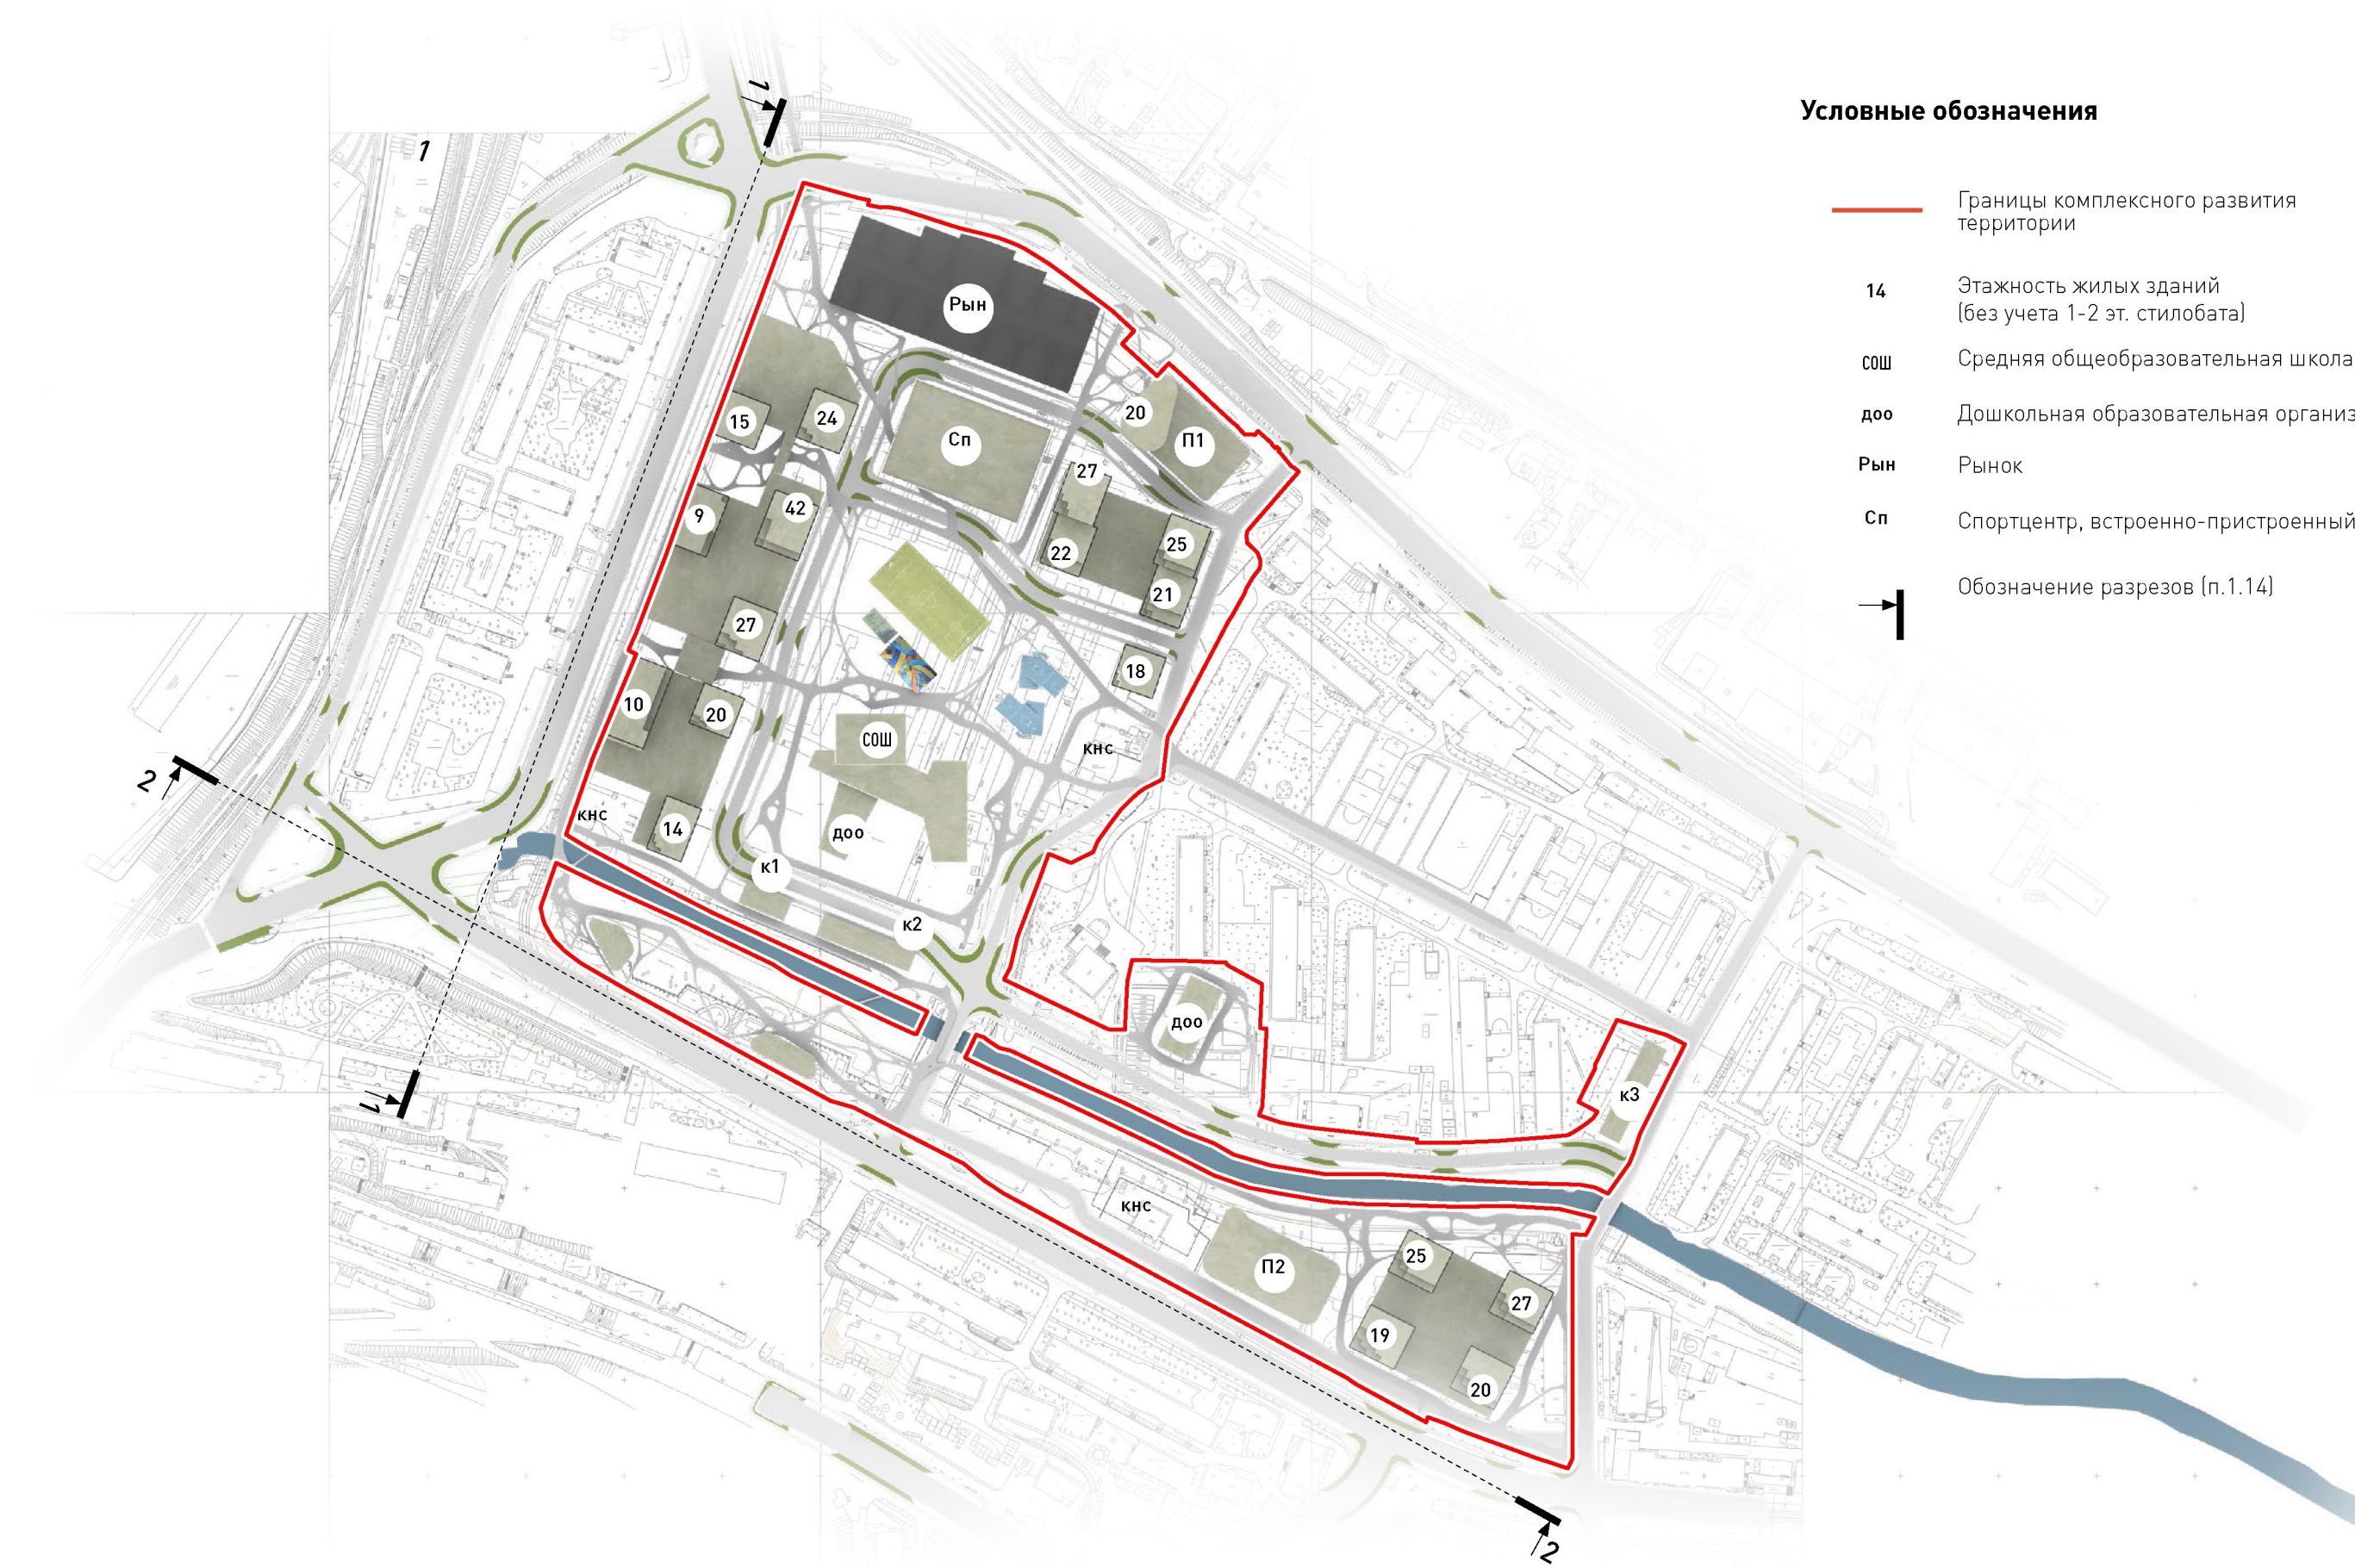 Условные обозначения
Границы комплексного развития
территории
14
Этажность жилых зданий
(без учета 1-2 эт. стилобата)
СОШ
Средняя общеобразовательная школа
доо
Дошкольная образовательная организ
Рын
Рынок
Сп
Спортцентр, встроенно-пристроенный
Обозначение разрезов (п.1.14)
1
1
Рын
20
15
24
Сп
П1
27
9
42
22
25
21
27
18
10
20
СОШ
кнс
2
кнс
14
доо
к1
к2
доо
к3
1
кнс
25
П2
27
19
20
2